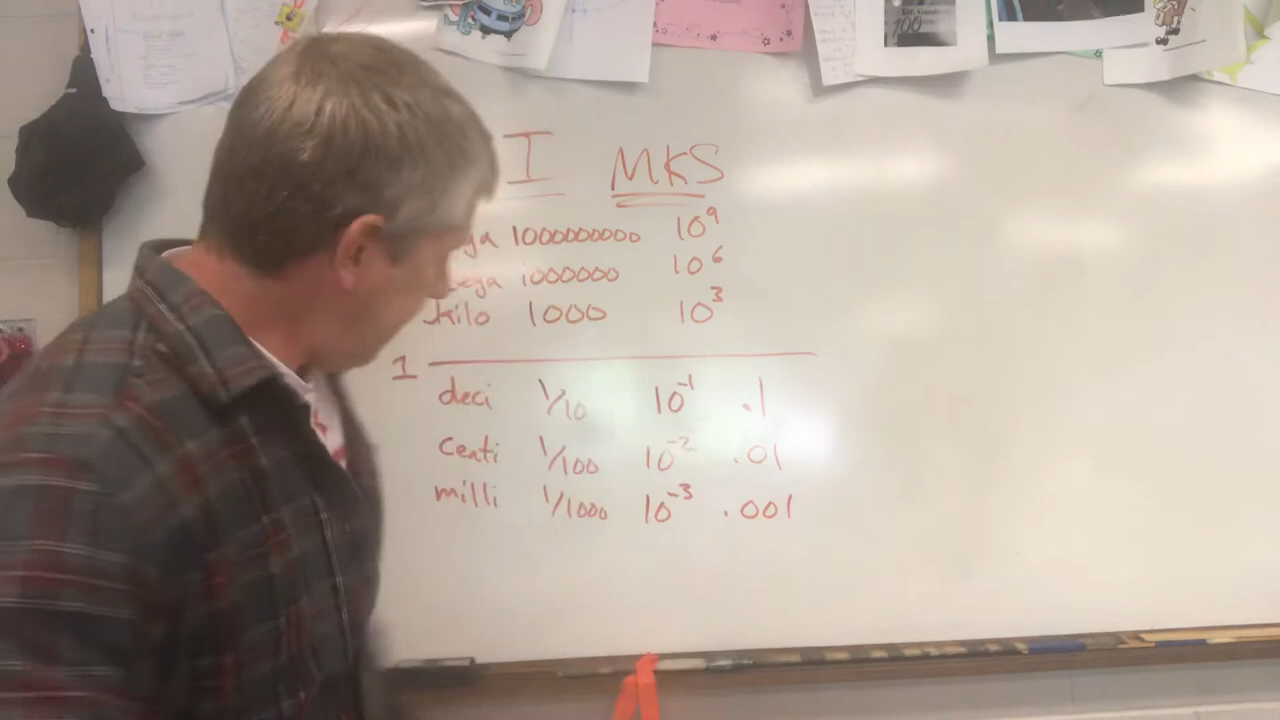 I MKS
ga 1000000000 10⁹
ega 1000000 10⁶
kilo 1000 10³
1
deci 1/10 10⁻¹ .1
centi 1/100 10⁻² .01
milli 1/1000 10⁻³ .001
100